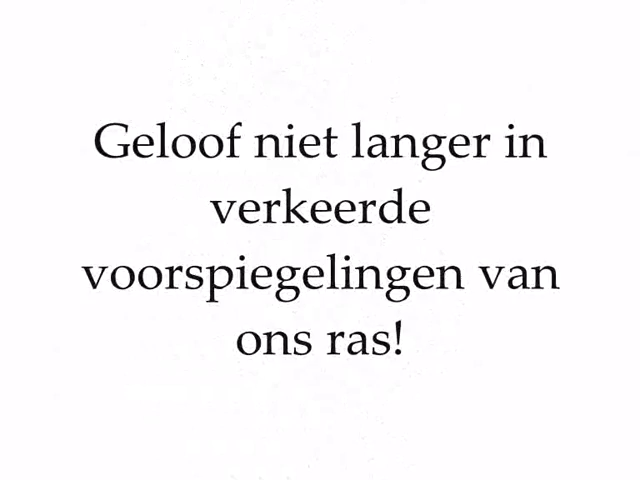 Geloof niet langer in
verkeerde
voorspiegelingen van
ons ras!